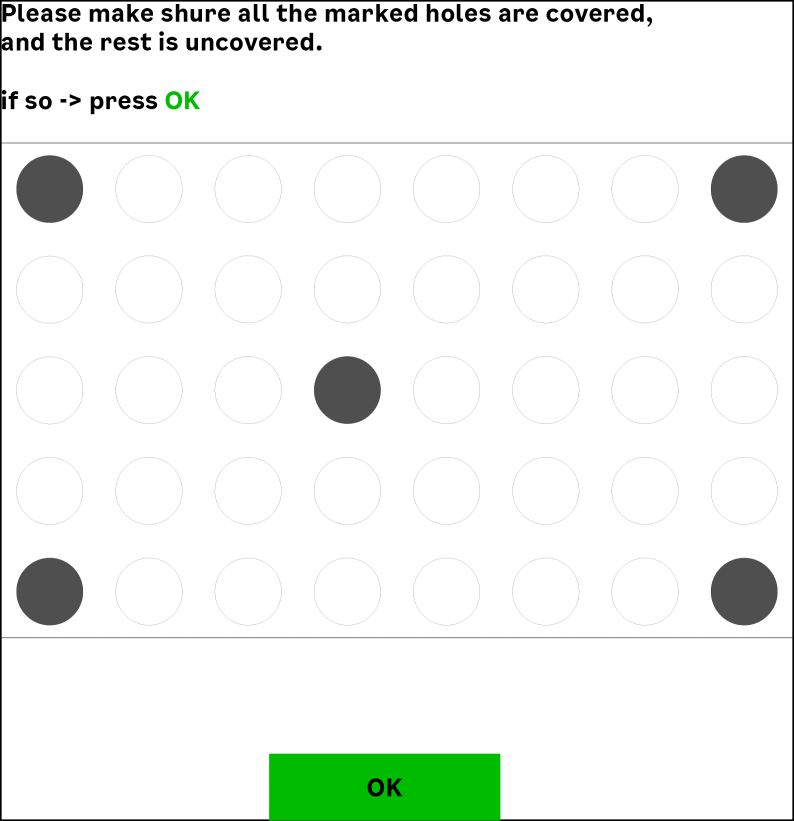 Please make shure all the marked holes are covered,
and the rest is uncovered.
if so -> press OK
OK